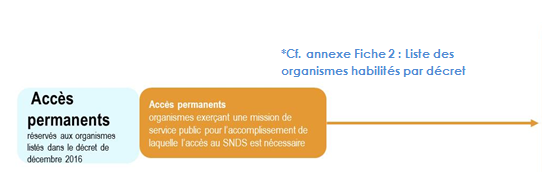 *Cf. annexe Fiche 2 : Liste des
organismes habilités par décret
Accès
permanents
réservés aux organismes
listés dans le décret de
décembre 2016
Accès permanents
organismes exerçant une mission de
service public pour l'accomplissement de
laquelle l'accès au SNDS est nécessaire